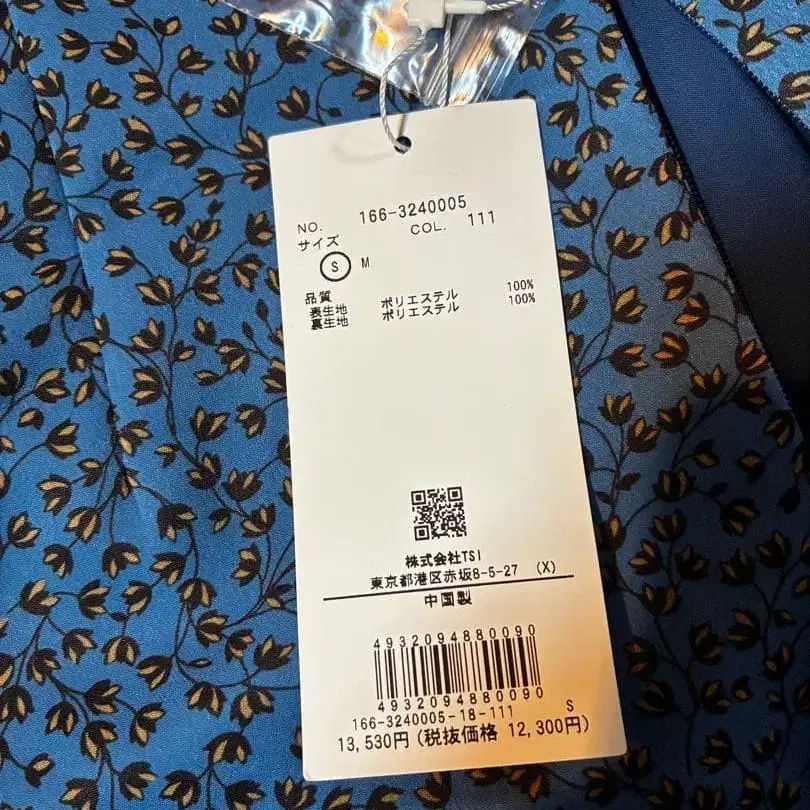 NO. 166-3240005
COL. 111
サイズ
S M
品質
表生地 ポリエステル 100%
裏生地 ポリエステル 100%
株式会社TSI
東京都港区赤坂8-5-27 (X)
中国製
4932094880090
4932094880090
166-3240005-18-111 S
13,530円(税抜価格 12,300円)